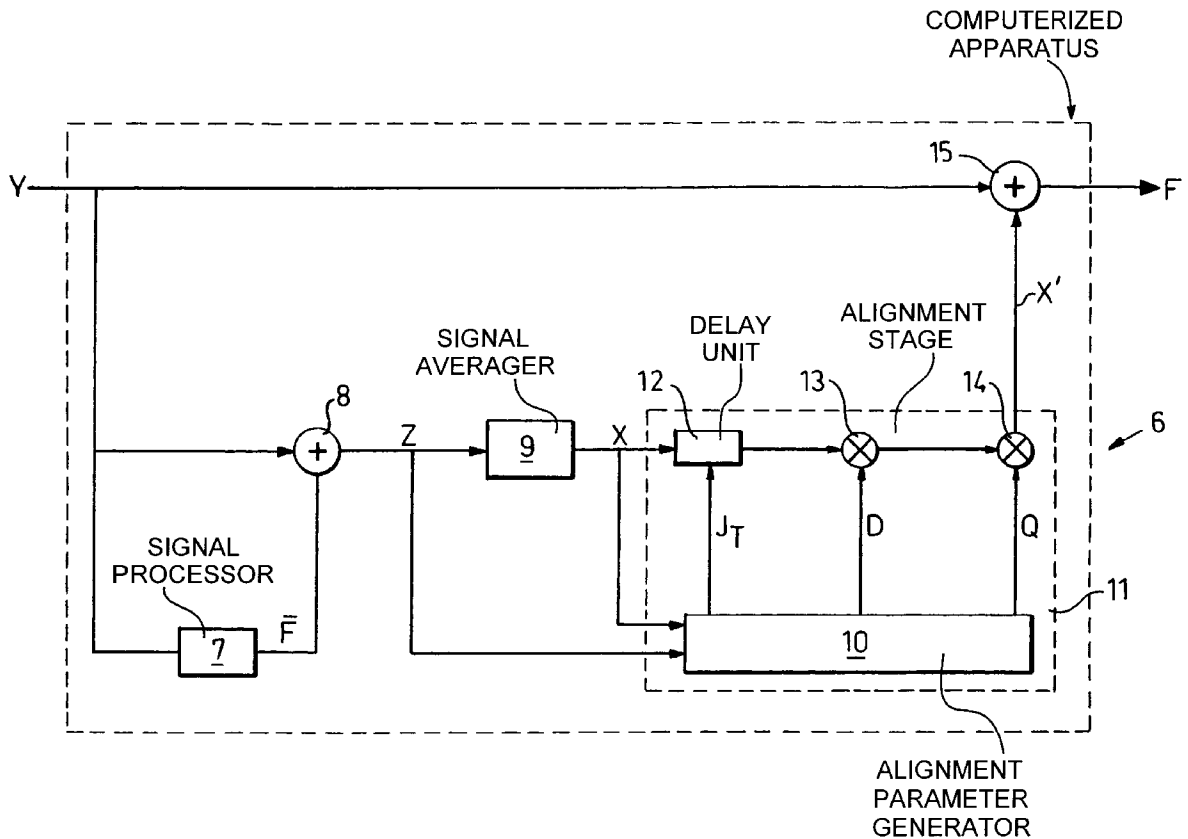 COMPUTERIZED
APPARATUS
15
Y
F
X'
SIGNAL
AVERAGER
DELAY
UNIT
ALIGNMENT
STAGE
8
12
13
14
Z
9
X
6
J_T
D
Q
SIGNAL
PROCESSOR
7
F̅
11
10
ALIGNMENT
PARAMETER
GENERATOR